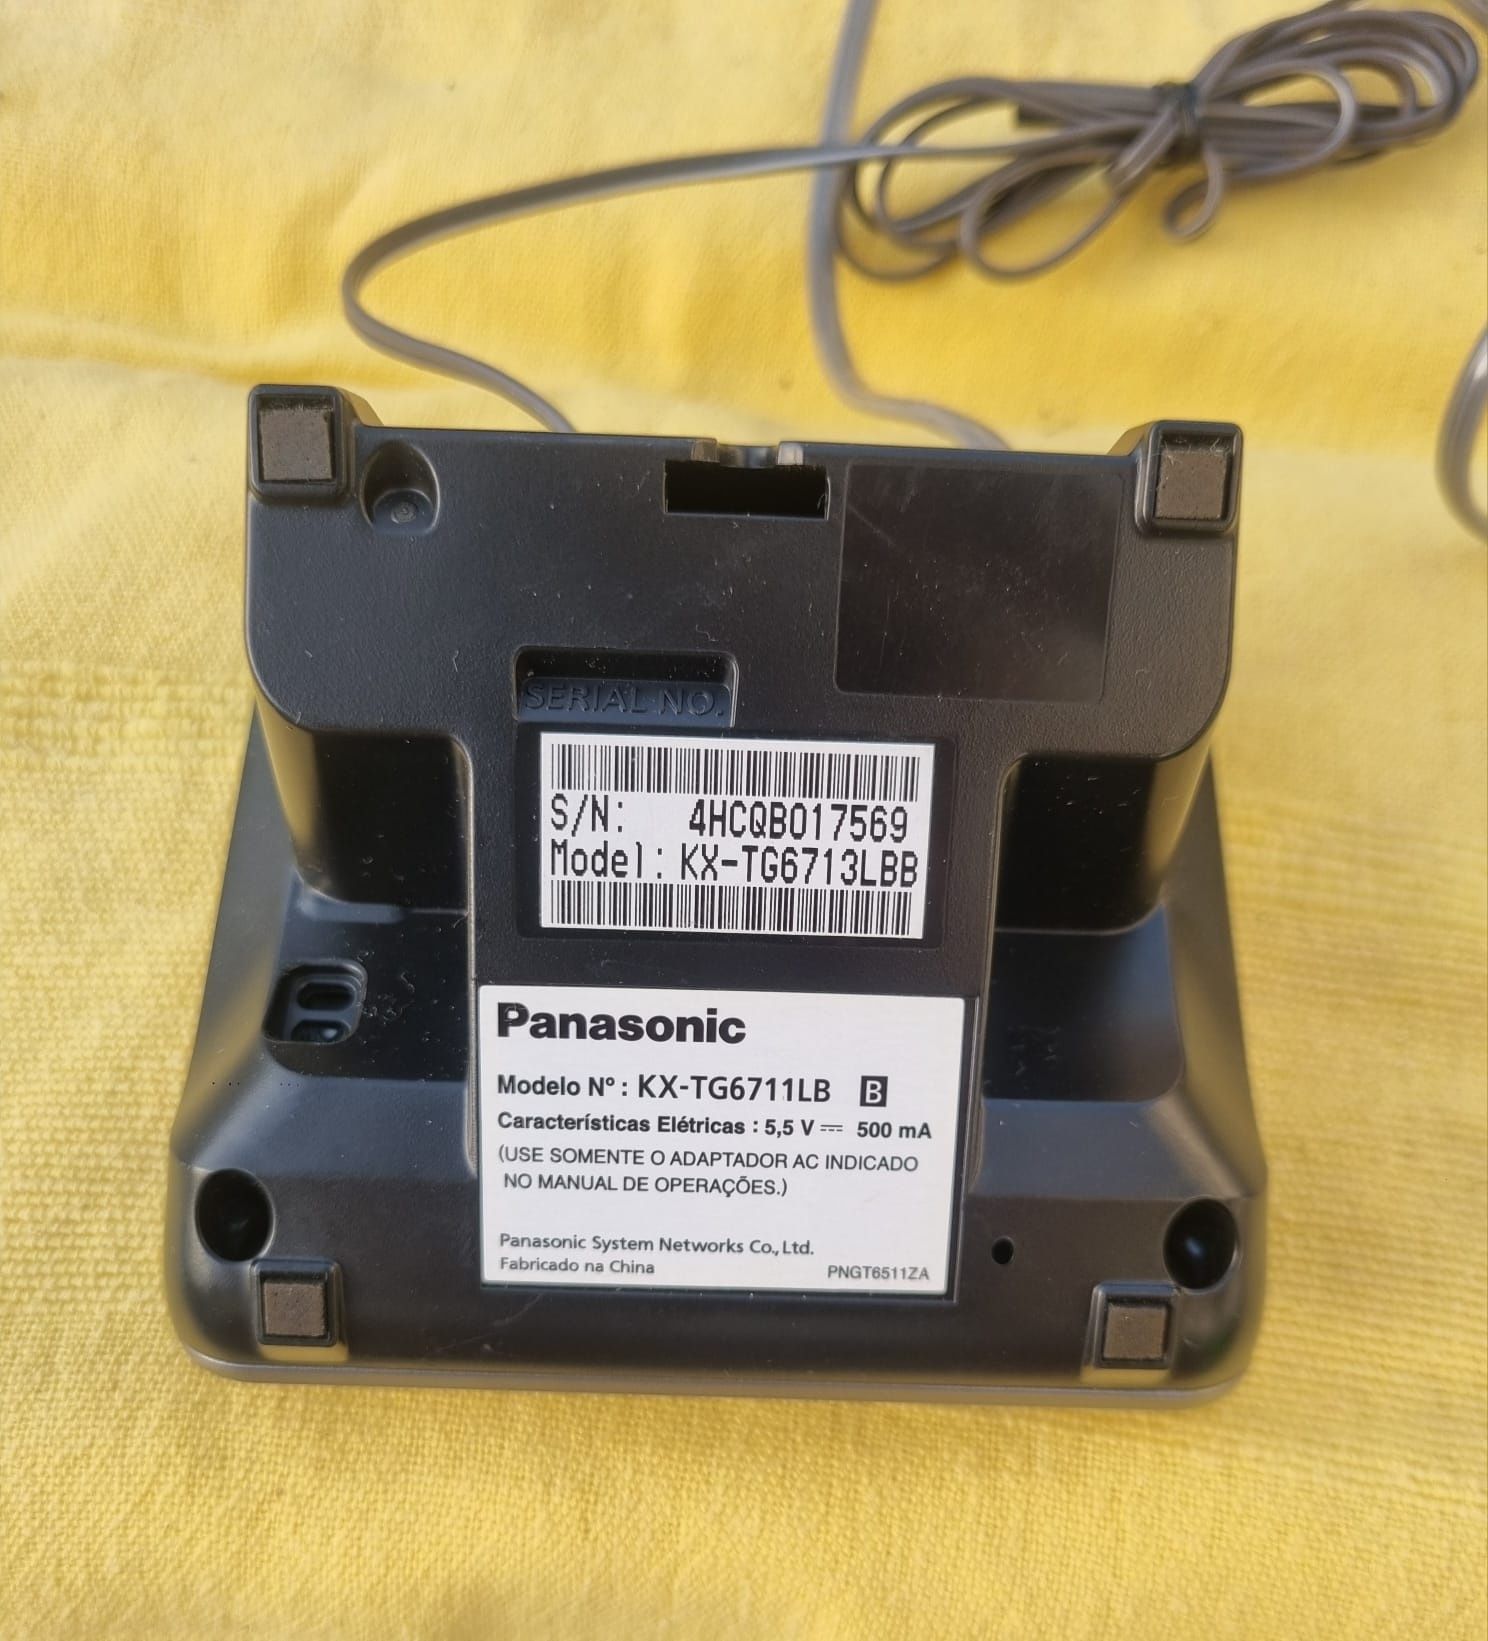 SERIAL NO.
S/N: 4HCQB017569
Model: KX-TG6713LBB
Panasonic
Modelo Nº : KX-TG6711LB B
Características Elétricas : 5,5 V ⎓ 500 mA
(USE SOMENTE O ADAPTADOR AC INDICADO
NO MANUAL DE OPERAÇÕES.)
Panasonic System Networks Co., Ltd.
Fabricado na China PNGT6511ZA